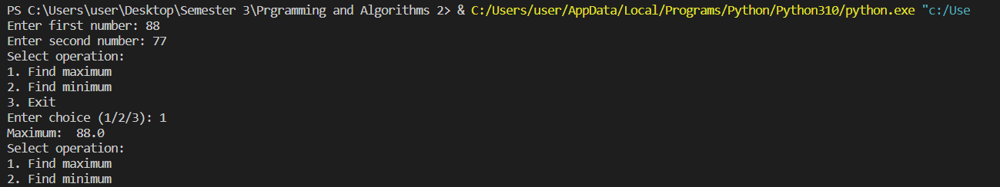 PS C:\Users\user\Desktop\Semester 3\Prgramming and Algorithms 2> & C:/Users/user/AppData/Local/Programs/Python/Python310/python.exe "c:/Use
Enter first number: 88
Enter second number: 77
Select operation:
1. Find maximum
2. Find minimum
3. Exit
Enter choice (1/2/3): 1
Maximum:  88.0
Select operation:
1. Find maximum
2. Find minimum